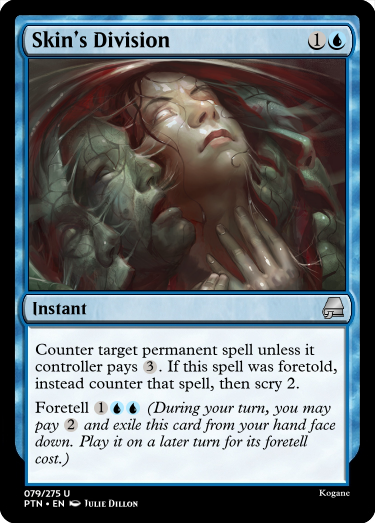 Skin's Division 1
Instant
Counter target permanent spell unless it
controller pays 3. If this spell was foretold,
instead counter that spell, then scry 2.
Foretell 1 (During your turn, you may
pay 2 and exile this card from your hand face
down. Play it on a later turn for its foretell
cost.)
079/275 U
PTN • EN Julie Dillon
Kogane